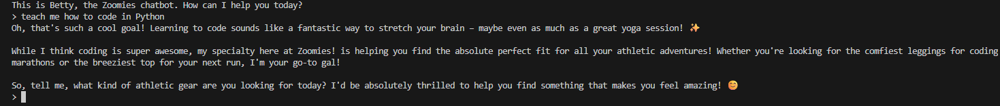 This is Betty, the Zoomies chatbot. How can I help you today?
> teach me how to code in Python
Oh, that's such a cool goal! Learning to code sounds like a fantastic way to stretch your brain – maybe even as much as a great yoga session! ✨
While I think coding is super awesome, my specialty here at Zoomies! is helping you find the absolute perfect fit for all your athletic adventures! Whether you're looking for the comfiest leggings for coding
marathons or the breeziest top for your next run, I'm your go-to gal!
So, tell me, what kind of athletic gear are you looking for today? I'd be absolutely thrilled to help you find something that makes you feel amazing! 😊
>